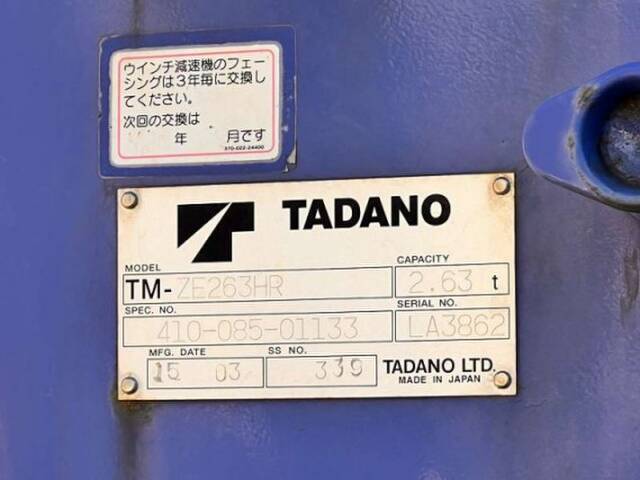 ウインチ減速機のフェー
シングは3年毎に交換し
てください。
次回の交換は
年 月です
370-022-24400
TADANO
MODEL
TM-ZE263HR
CAPACITY
2.63 t
SPEC. NO.
410-085-01133
SERIAL NO.
LA3862
MFG. DATE
15 03
SS NO.
339
TADANO LTD.
MADE IN JAPAN